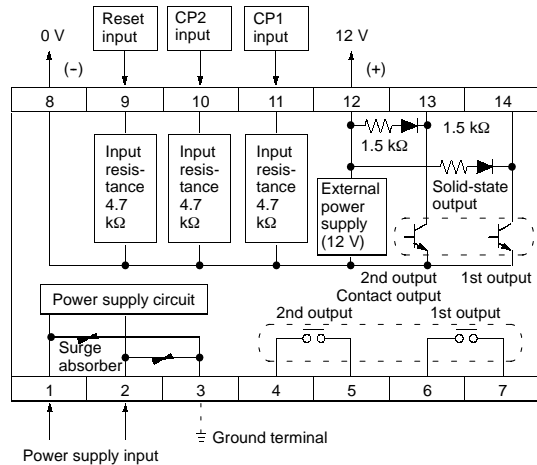 0 V
Reset
input
CP2
input
CP1
input
12 V
(–)
(+)
8 9 10 11 12 13 14
Input
resis-
tance
4.7
kΩ
Input
resis-
tance
4.7
kΩ
Input
resis-
tance
4.7
kΩ
1.5 kΩ
1.5 kΩ
External
power
supply
(12 V)
Solid-state
output
2nd output
1st output
Contact output
Power supply circuit
2nd output
1st output
Surge
absorber
1 2 3 4 5 6 7
Ground terminal
Power supply input